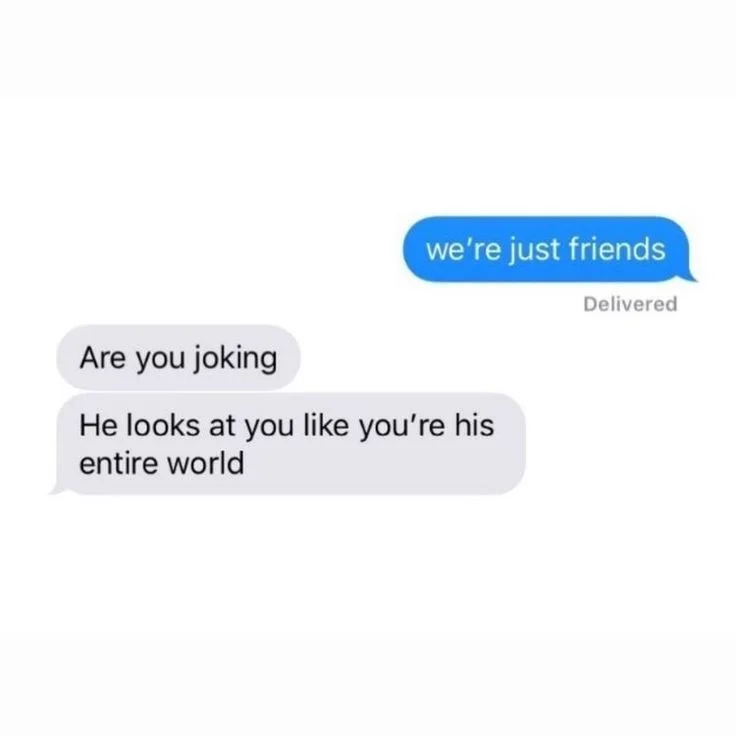 we’re just friends
Delivered
Are you joking
He looks at you like you’re his
entire world